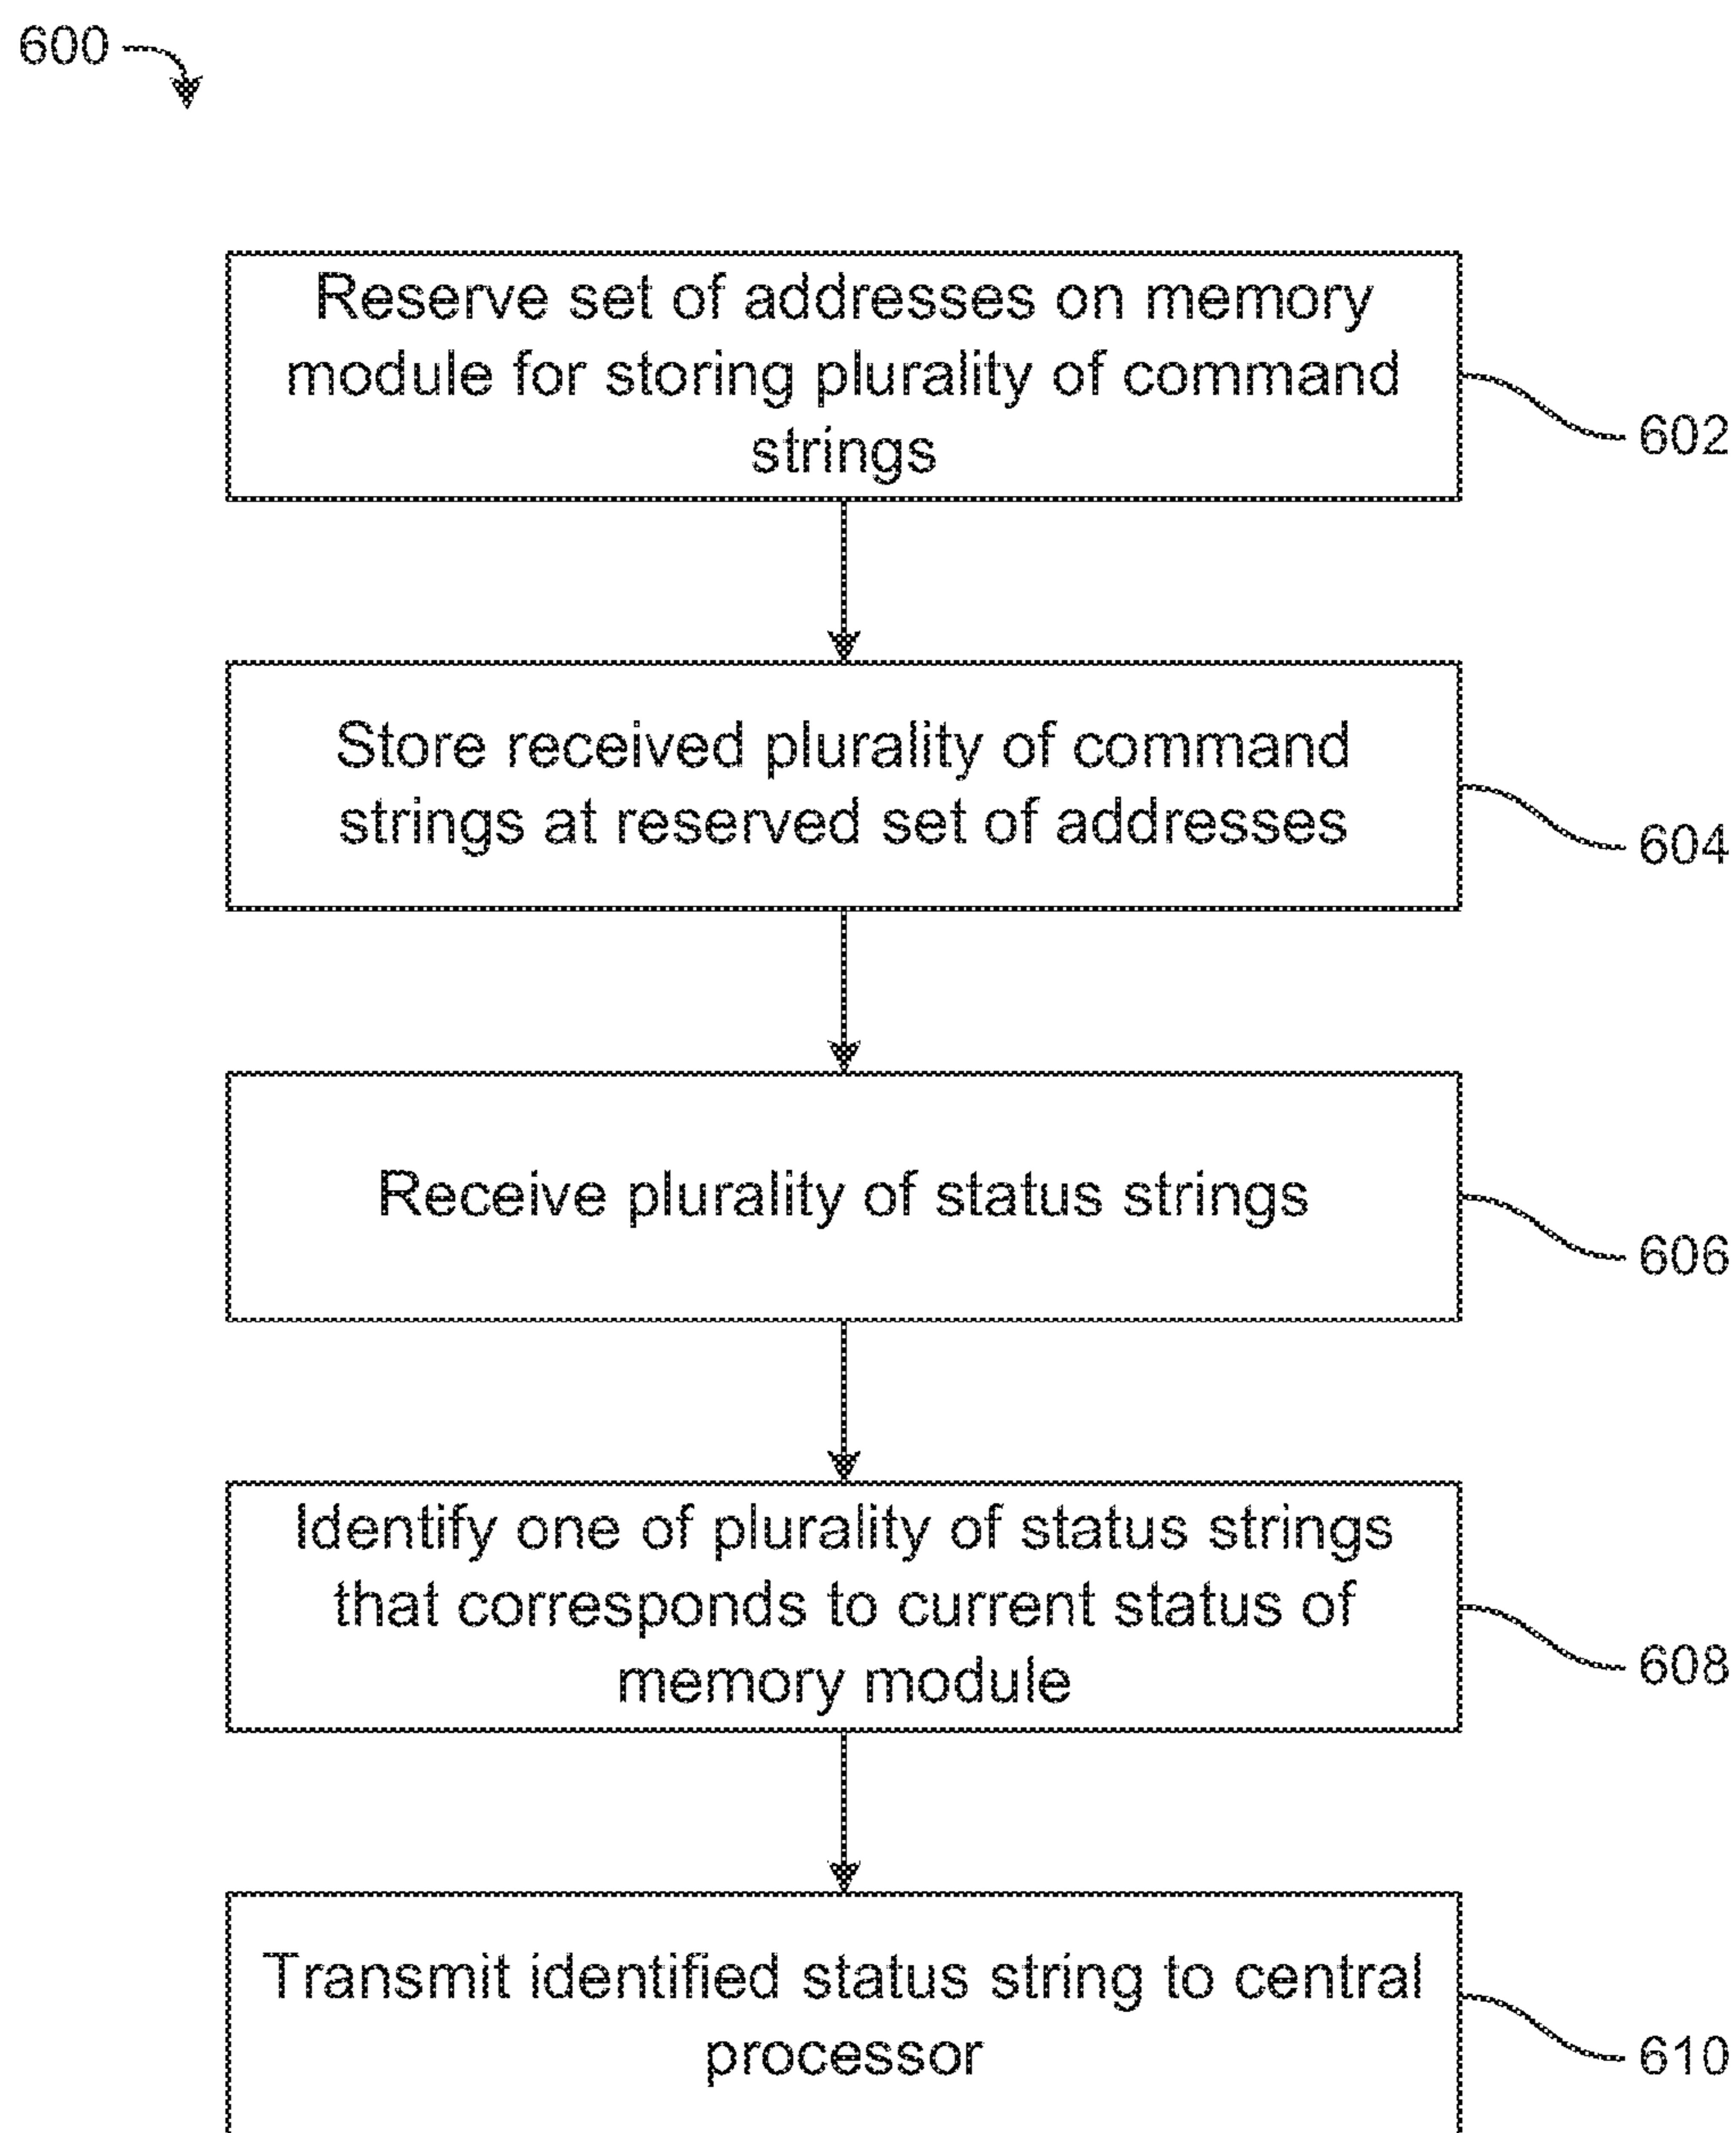 600
Reserve set of addresses on memory
module for storing plurality of command
strings
602
Store received plurality of command
strings at reserved set of addresses
604
Receive plurality of status strings
606
Identify one of plurality of status strings
that corresponds to current status of
memory module
608
Transmit identified status string to central
processor
610